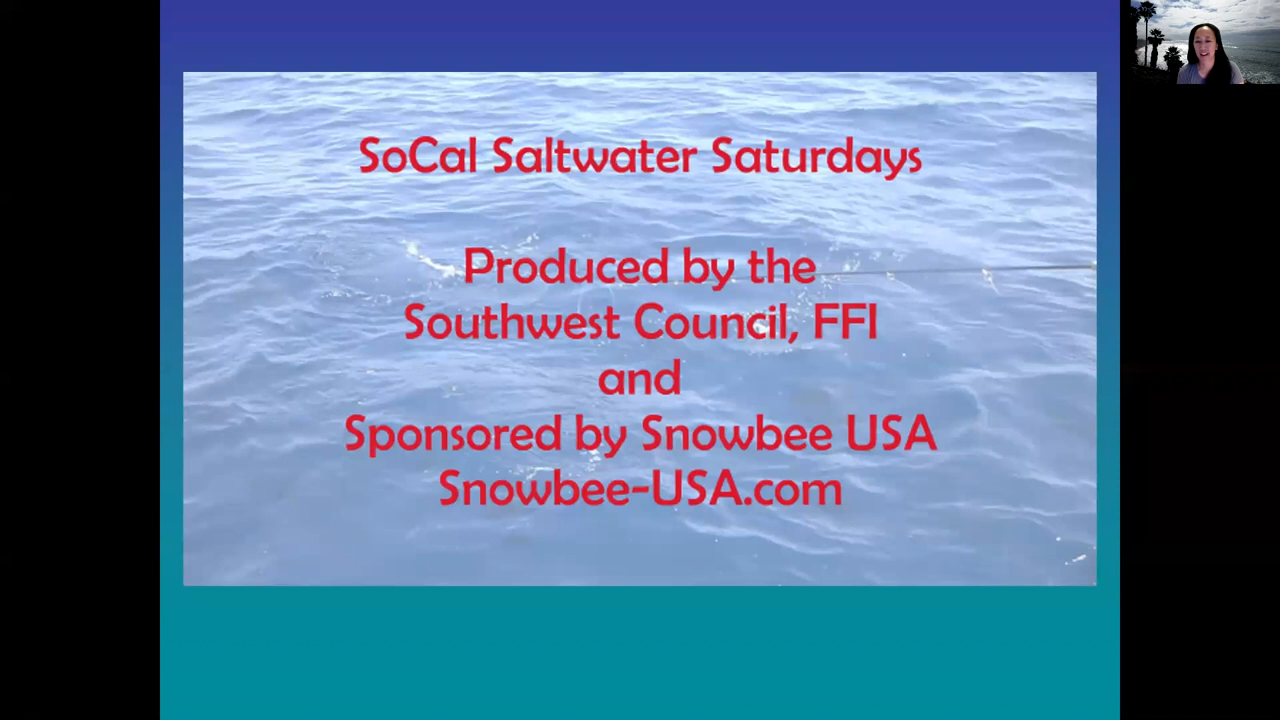 SoCal Saltwater Saturdays
Produced by the
Southwest Council, FFI
and
Sponsored by Snowbee USA
Snowbee-USA.com